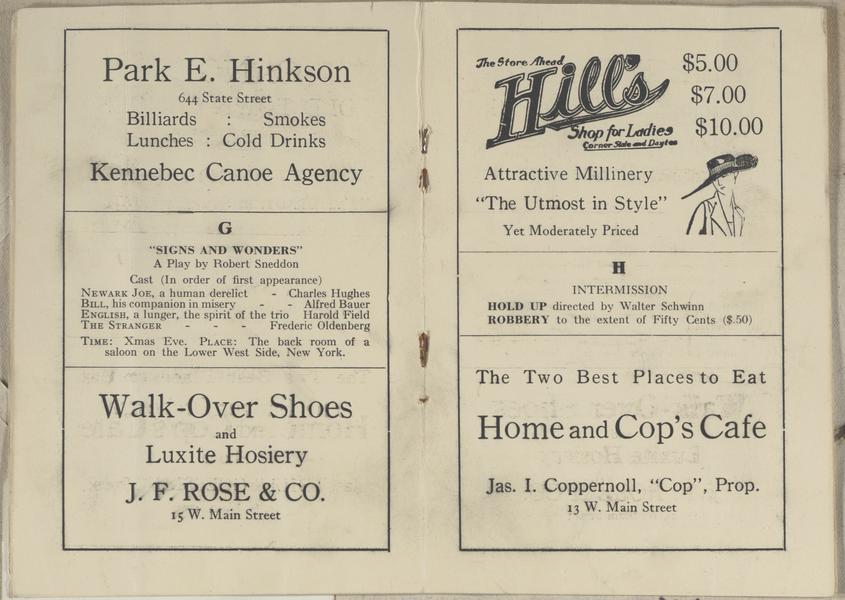 Park E. Hinkson
644 State Street
Billiards : Smokes
Lunches : Cold Drinks
Kennebec Canoe Agency
G
"SIGNS AND WONDERS"
A Play by Robert Sneddon
Cast (In order of first appearance)
NEWARK JOE, a human derelict - Charles Hughes
BILL, his companion in misery - - Alfred Bauer
ENGLISH, a lunger, the spirit of the trio Harold Field
THE STRANGER - - - Frederic Oldenberg
TIME: Xmas Eve. PLACE: The back room of a
saloon on the Lower West Side, New York.
Walk-Over Shoes
and
Luxite Hosiery
J. F. ROSE & CO.
15 W. Main Street
The Store Ahead
Hill's
Shop for Ladies
Corner State and Dayton
$5.00
$7.00
$10.00
Attractive Millinery
"The Utmost in Style"
Yet Moderately Priced
H
INTERMISSION
HOLD UP directed by Walter Schwinn
ROBBERY to the extent of Fifty Cents ($.50)
The Two Best Places to Eat
Home and Cop's Cafe
Jas. I. Coppernoll, "Cop", Prop.
13 W. Main Street